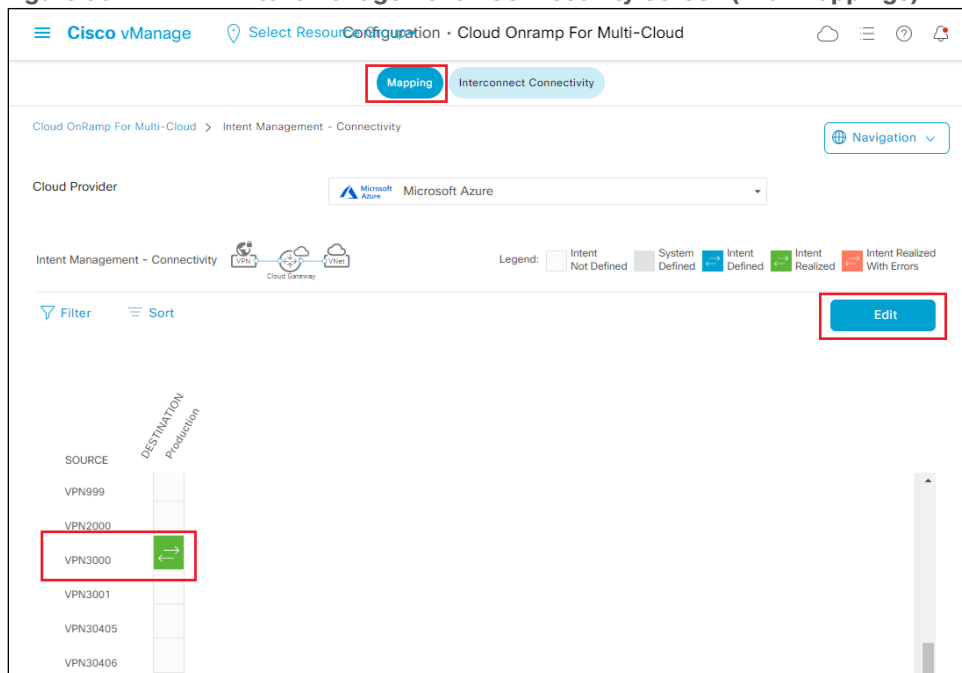 Cisco vManage
Select Resource Group
Configuration · Cloud Onramp For Multi-Cloud
Mapping
Interconnect Connectivity
Cloud OnRamp For Multi-Cloud > Intent Management - Connectivity
Navigation
Cloud Provider
Microsoft Azure
Microsoft Azure
Intent Management - Connectivity
VPN
Cloud Gateway
VNet
Legend:
Intent Not Defined
System Defined
Intent Defined
Intent Realized
Intent Realized With Errors
Filter
Sort
Edit
DESTINATION
Production
SOURCE
VPN999
VPN2000
VPN3000
VPN3001
VPN30405
VPN30406